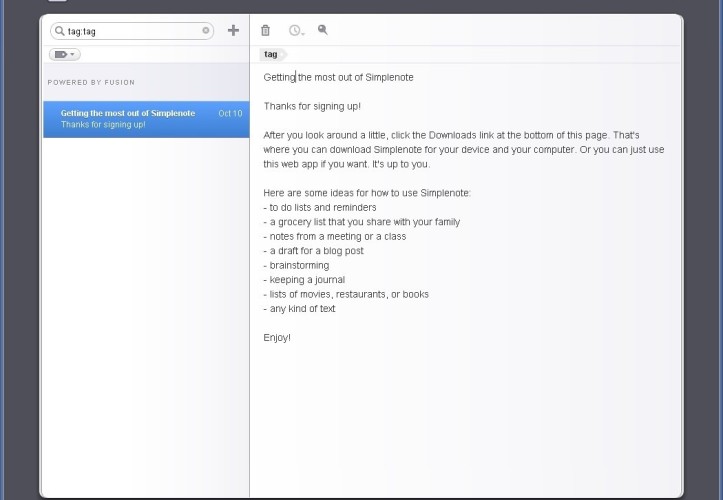 tag:tag
POWERED BY FUSION
Getting the most out of Simplenote Oct 10
Thanks for signing up!
tag
Getting the most out of Simplenote
Thanks for signing up!
After you look around a little, click the Downloads link at the bottom of this page. That's
where you can download Simplenote for your device and your computer. Or you can just use
this web app if you want. It's up to you.
Here are some ideas for how to use Simplenote:
- to do lists and reminders
- a grocery list that you share with your family
- notes from a meeting or a class
- a draft for a blog post
- brainstorming
- keeping a journal
- lists of movies, restaurants, or books
- any kind of text
Enjoy!